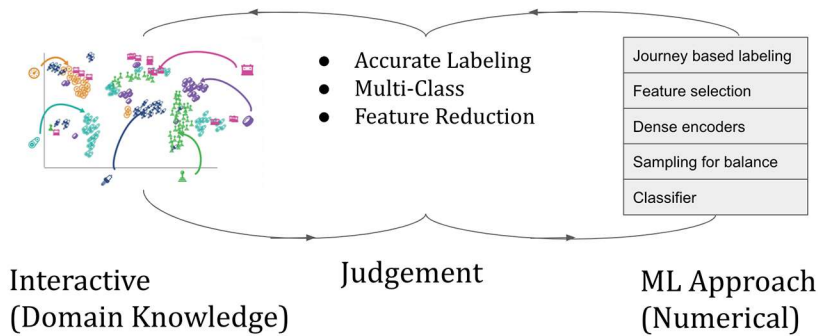 ● Accurate Labeling
● Multi-Class
● Feature Reduction
Journey based labeling
Feature selection
Dense encoders
Sampling for balance
Classifier
Interactive
(Domain Knowledge)
Judgement
ML Approach
(Numerical)